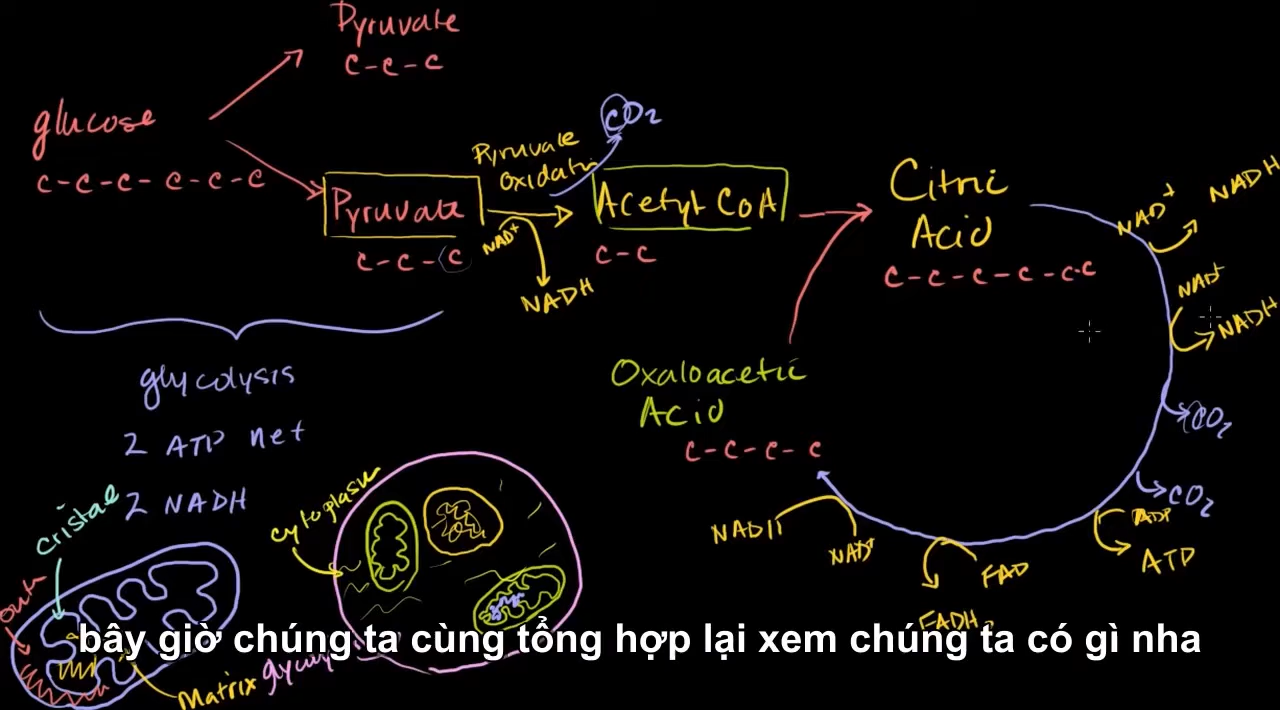 Pyruvate
C-C-C
glucose
C-C-C-C-C-C
CO2
Pyruvate
Oxidati
Pyruvate
C-C-C
NAD+
NADH
Acetyl CoA
C-C
Citric
Acid
C-C-C-C-C-C
NAD+
NADH
NAD+
NADH
CO2
CO2
ADP
ATP
FAD
FADH2
NAD+
NADH
Oxaloacetic
Acid
C-C-C-C
glycolysis
2 ATP net
2 NADH
cristae
cytoplasm
Matrix
bây giờ chúng ta cùng tổng hợp lại xem chúng ta có gì nha